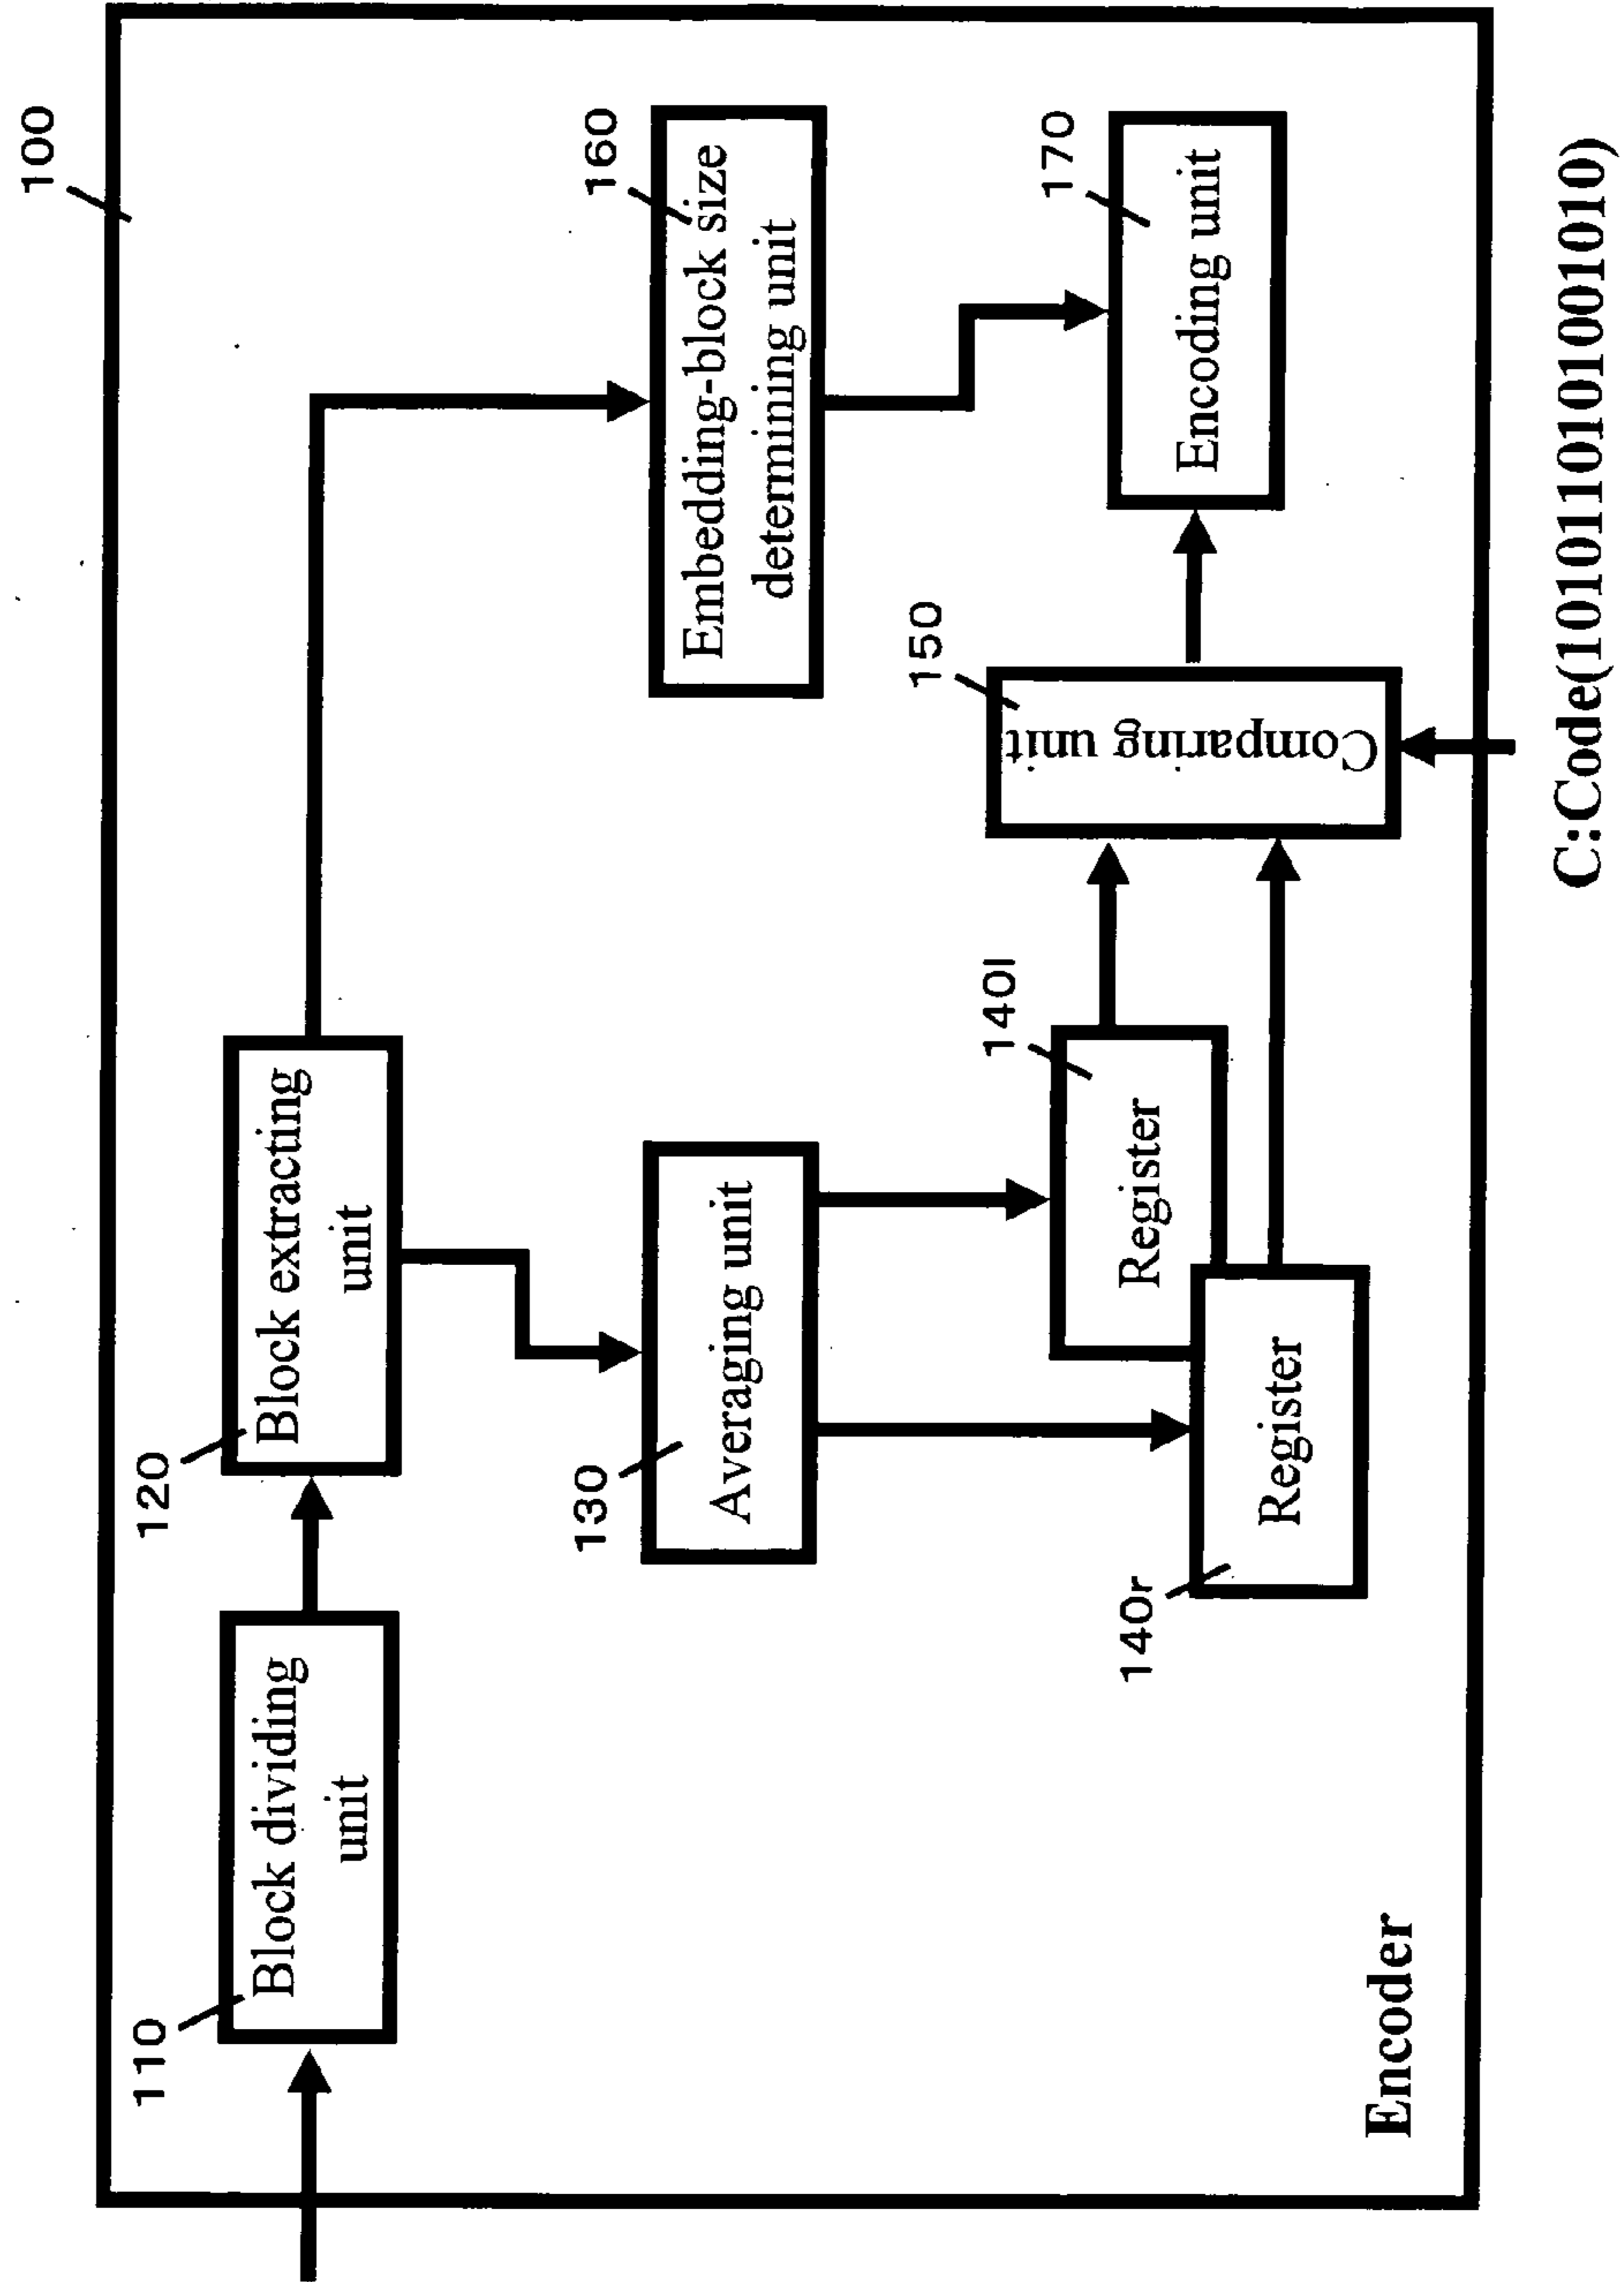 100
110
Block dividing
unit
120
Block extracting
unit
160
Embedding-block size
determining unit
130
Averaging unit
140l
Register
140r
Register
150
Comparing unit
170
Encoding unit
Encoder
C:Code(1010110101001010)